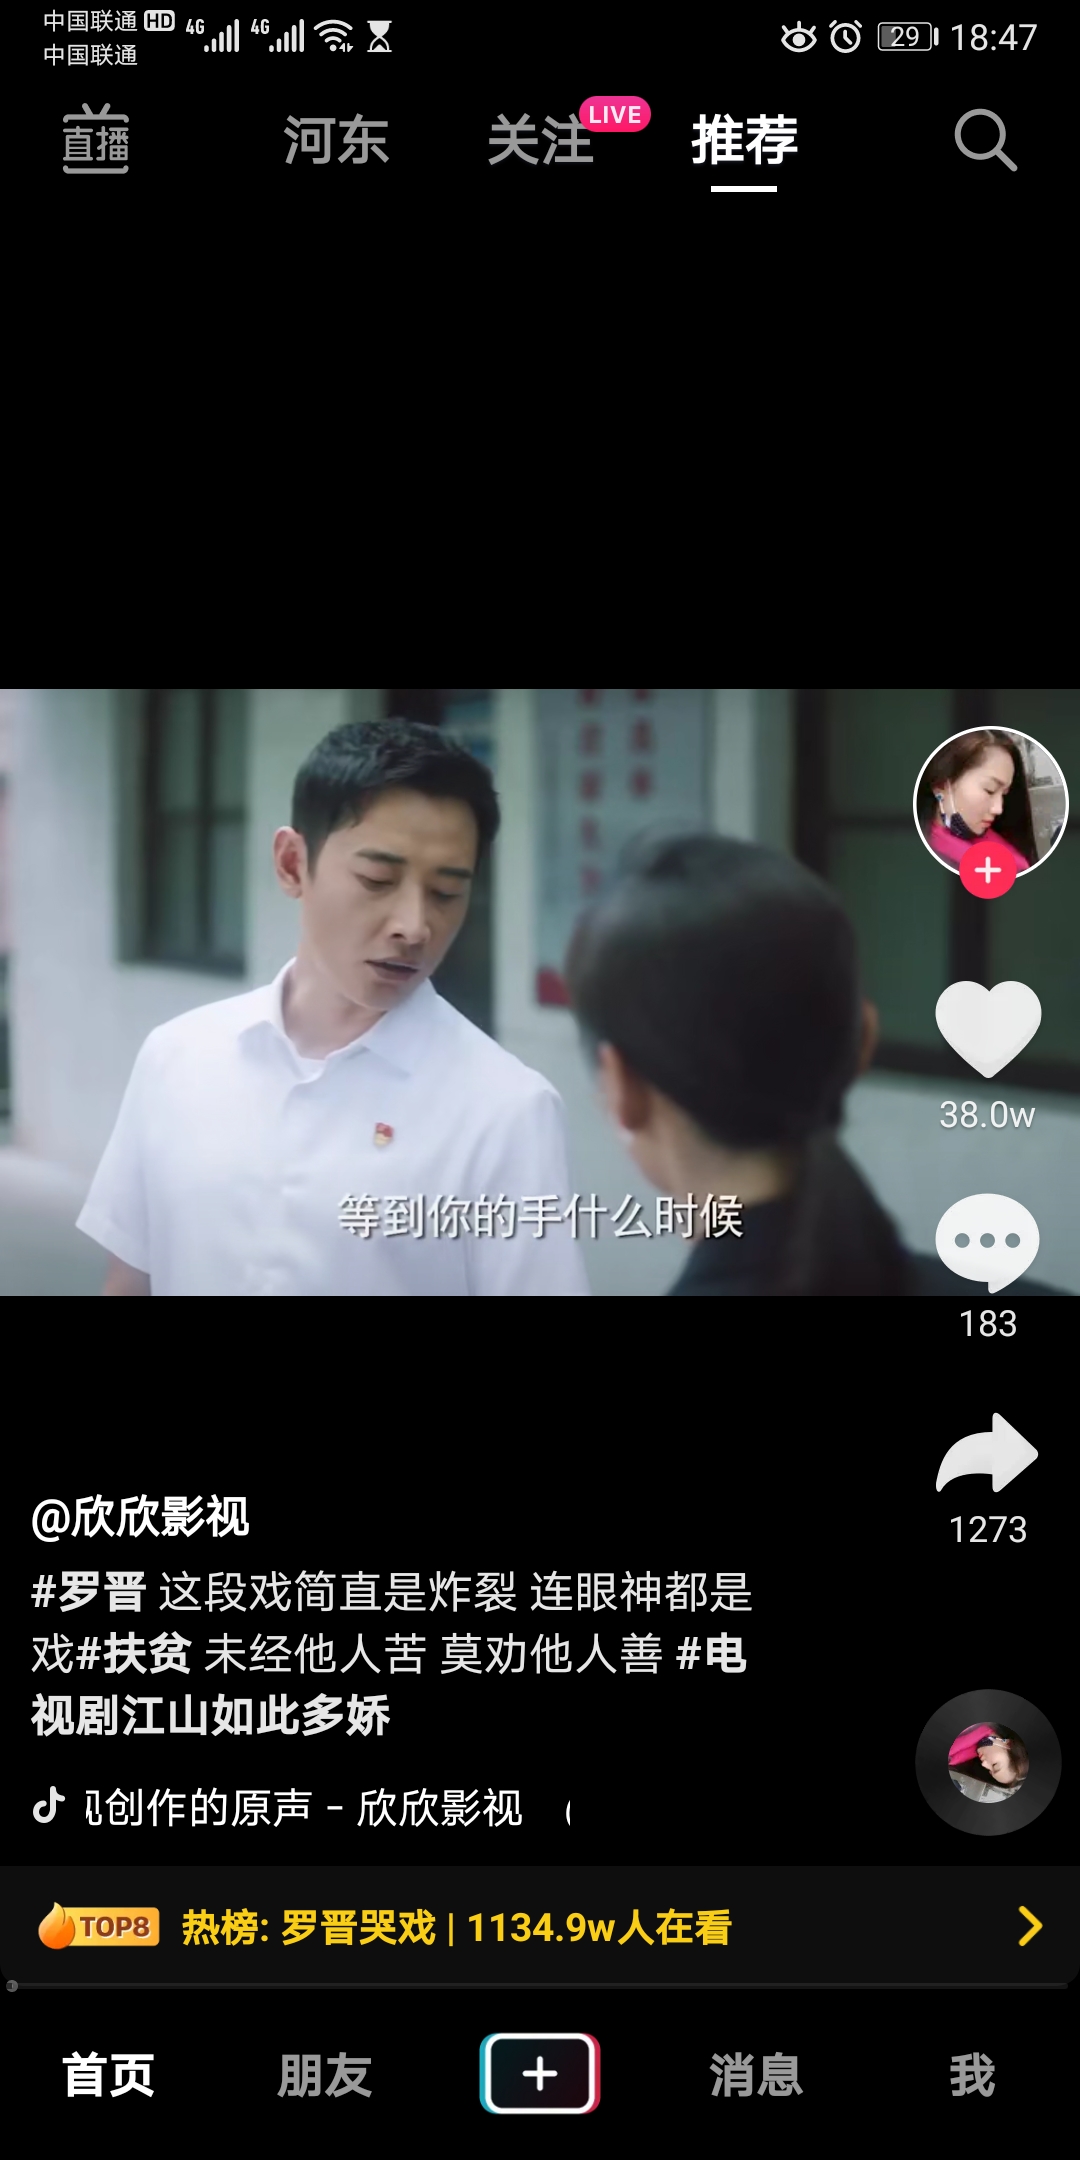 中国联通 HD 4G 4G 29 18:47
中国联通
直播 河东 关注 LIVE 推荐
等到你的手什么时候
38.0w
183
1273
@欣欣影视
#罗晋 这段戏简直是炸裂 连眼神都是
戏#扶贫 未经他人苦 莫劝他人善 #电
视剧江山如此多娇
创作的原声 - 欣欣影视
TOP8 热榜: 罗晋哭戏 | 1134.9w人在看
首页 朋友 消息 我